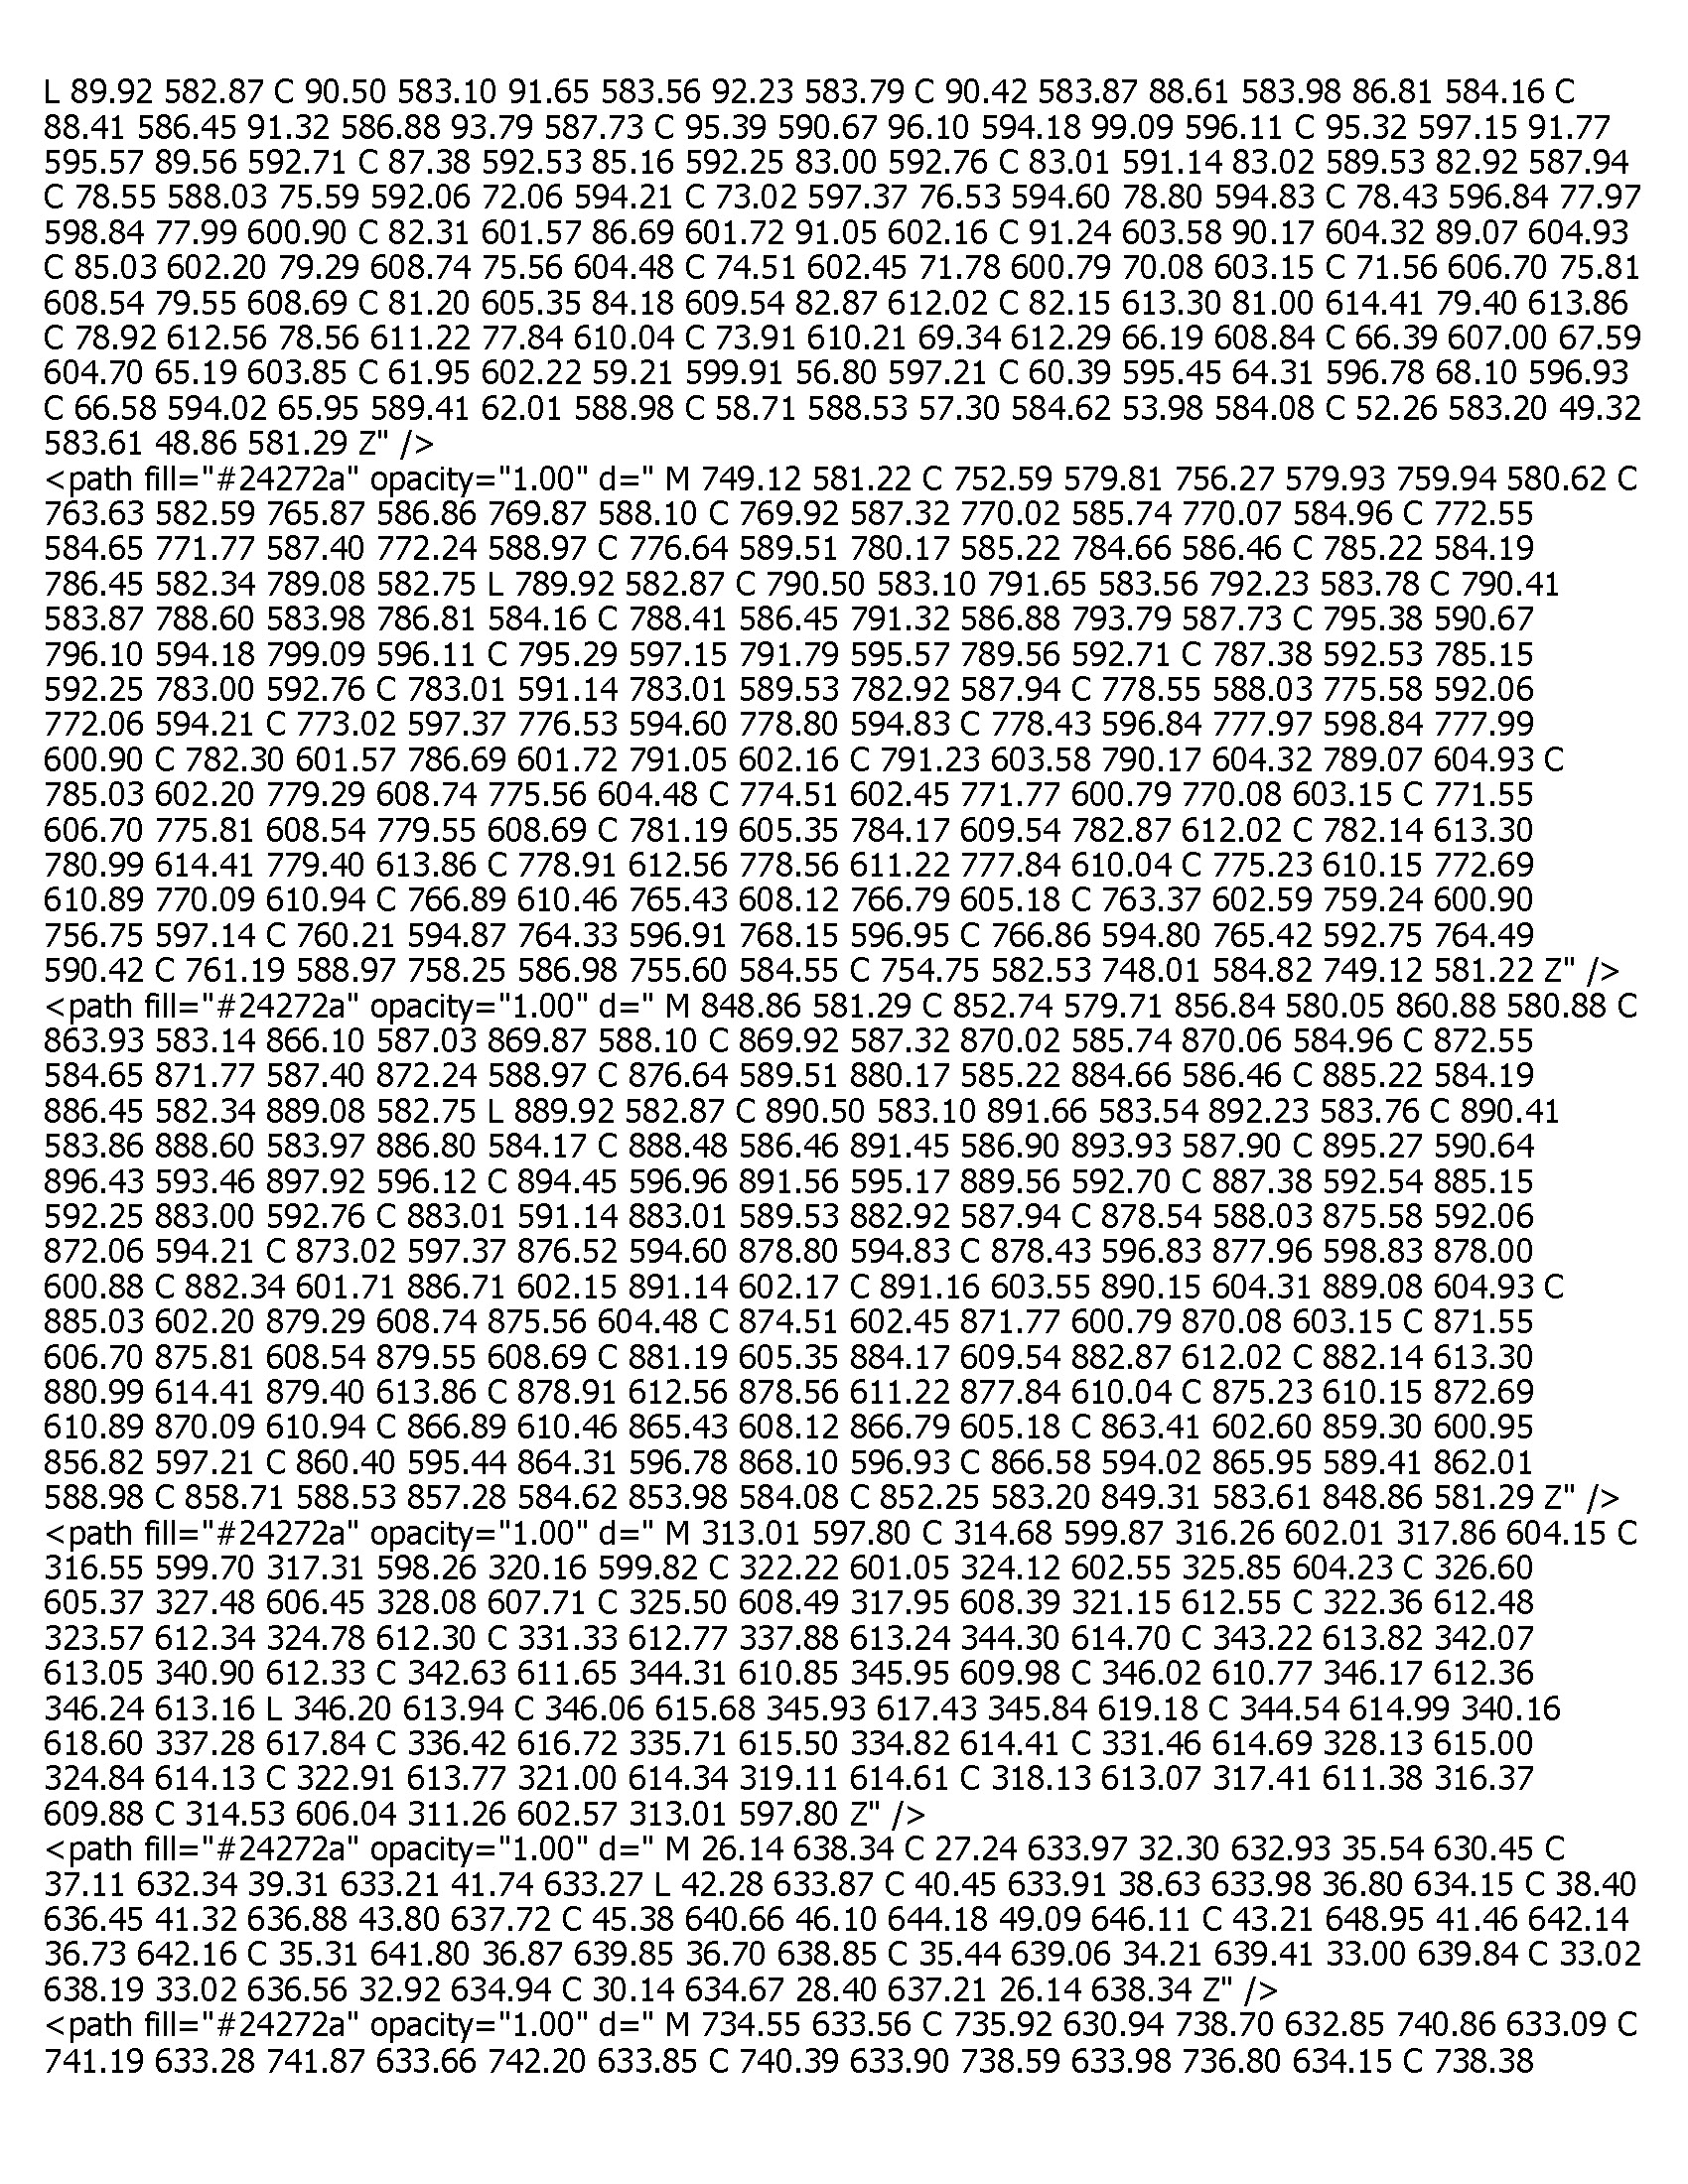 L 89.92 582.87 C 90.50 583.10 91.65 583.56 92.23 583.79 C 90.42 583.87 88.61 583.98 86.81 584.16 C
88.41 586.45 91.32 586.88 93.79 587.73 C 95.39 590.67 96.10 594.18 99.09 596.11 C 95.32 597.15 91.77
595.57 89.56 592.71 C 87.38 592.53 85.16 592.25 83.00 592.76 C 83.01 591.14 83.02 589.53 82.92 587.94
C 78.55 588.03 75.59 592.06 72.06 594.21 C 73.02 597.37 76.53 594.60 78.80 594.83 C 78.43 596.84 77.97
598.84 77.99 600.90 C 82.31 601.57 86.69 601.72 91.05 602.16 C 91.24 603.58 90.17 604.32 89.07 604.93
C 85.03 602.20 79.29 608.74 75.56 604.48 C 74.51 602.45 71.78 600.79 70.08 603.15 C 71.56 606.70 75.81
608.54 79.55 608.69 C 81.20 605.35 84.18 609.54 82.87 612.02 C 82.15 613.30 81.00 614.41 79.40 613.86
C 78.92 612.56 78.56 611.22 77.84 610.04 C 73.91 610.21 69.34 612.29 66.19 608.84 C 66.39 607.00 67.59
604.70 65.19 603.85 C 61.95 602.22 59.21 599.91 56.80 597.21 C 60.39 595.45 64.31 596.78 68.10 596.93
C 66.58 594.02 65.95 589.41 62.01 588.98 C 58.71 588.53 57.30 584.62 53.98 584.08 C 52.26 583.20 49.32
583.61 48.86 581.29 Z" />
<path fill="#24272a" opacity="1.00" d=" M 749.12 581.22 C 752.59 579.81 756.27 579.93 759.94 580.62 C
763.63 582.59 765.87 586.86 769.87 588.10 C 769.92 587.32 770.02 585.74 770.07 584.96 C 772.55
584.65 771.77 587.40 772.24 588.97 C 776.64 589.51 780.17 585.22 784.66 586.46 C 785.22 584.19
786.45 582.34 789.08 582.75 L 789.92 582.87 C 790.50 583.10 791.65 583.56 792.23 583.78 C 790.41
583.87 788.60 583.98 786.81 584.16 C 788.41 586.45 791.32 586.88 793.79 587.73 C 795.38 590.67
796.10 594.18 799.09 596.11 C 795.29 597.15 791.79 595.57 789.56 592.71 C 787.38 592.53 785.15
592.25 783.00 592.76 C 783.01 591.14 783.01 589.53 782.92 587.94 C 778.55 588.03 775.58 592.06
772.06 594.21 C 773.02 597.37 776.53 594.60 778.80 594.83 C 778.43 596.84 777.97 598.84 777.99
600.90 C 782.30 601.57 786.69 601.72 791.05 602.16 C 791.23 603.58 790.17 604.32 789.07 604.93 C
785.03 602.20 779.29 608.74 775.56 604.48 C 774.51 602.45 771.77 600.79 770.08 603.15 C 771.55
606.70 775.81 608.54 779.55 608.69 C 781.19 605.35 784.17 609.54 782.87 612.02 C 782.14 613.30
780.99 614.41 779.40 613.86 C 778.91 612.56 778.56 611.22 777.84 610.04 C 775.23 610.15 772.69
610.89 770.09 610.94 C 766.89 610.46 765.43 608.12 766.79 605.18 C 763.37 602.59 759.24 600.90
756.75 597.14 C 760.21 594.87 764.33 596.91 768.15 596.95 C 766.86 594.80 765.42 592.75 764.49
590.42 C 761.19 588.97 758.25 586.98 755.60 584.55 C 754.75 582.53 748.01 584.82 749.12 581.22 Z" />
<path fill="#24272a" opacity="1.00" d=" M 848.86 581.29 C 852.74 579.71 856.84 580.05 860.88 580.88 C
863.93 583.14 866.10 587.03 869.87 588.10 C 869.92 587.32 870.02 585.74 870.06 584.96 C 872.55
584.65 871.77 587.40 872.24 588.97 C 876.64 589.51 880.17 585.22 884.66 586.46 C 885.22 584.19
886.45 582.34 889.08 582.75 L 889.92 582.87 C 890.50 583.10 891.66 583.54 892.23 583.76 C 890.41
583.86 888.60 583.97 886.80 584.17 C 888.48 586.46 891.45 586.90 893.93 587.90 C 895.27 590.64
896.43 593.46 897.92 596.12 C 894.45 596.96 891.56 595.17 889.56 592.70 C 887.38 592.54 885.15
592.25 883.00 592.76 C 883.01 591.14 883.01 589.53 882.92 587.94 C 878.54 588.03 875.58 592.06
872.06 594.21 C 873.02 597.37 876.52 594.60 878.80 594.83 C 878.43 596.83 877.96 598.83 878.00
600.88 C 882.34 601.71 886.71 602.15 891.14 602.17 C 891.16 603.55 890.15 604.31 889.08 604.93 C
885.03 602.20 879.29 608.74 875.56 604.48 C 874.51 602.45 871.77 600.79 870.08 603.15 C 871.55
606.70 875.81 608.54 879.55 608.69 C 881.19 605.35 884.17 609.54 882.87 612.02 C 882.14 613.30
880.99 614.41 879.40 613.86 C 878.91 612.56 878.56 611.22 877.84 610.04 C 875.23 610.15 872.69
610.89 870.09 610.94 C 866.89 610.46 865.43 608.12 866.79 605.18 C 863.41 602.60 859.30 600.95
856.82 597.21 C 860.40 595.44 864.31 596.78 868.10 596.93 C 866.58 594.02 865.95 589.41 862.01
588.98 C 858.71 588.53 857.28 584.62 853.98 584.08 C 852.25 583.20 849.31 583.61 848.86 581.29 Z" />
<path fill="#24272a" opacity="1.00" d=" M 313.01 597.80 C 314.68 599.87 316.26 602.01 317.86 604.15 C
316.55 599.70 317.31 598.26 320.16 599.82 C 322.22 601.05 324.12 602.55 325.85 604.23 C 326.60
605.37 327.48 606.45 328.08 607.71 C 325.50 608.49 317.95 608.39 321.15 612.55 C 322.36 612.48
323.57 612.34 324.78 612.30 C 331.33 612.77 337.88 613.24 344.30 614.70 C 343.22 613.82 342.07
613.05 340.90 612.33 C 342.63 611.65 344.31 610.85 345.95 609.98 C 346.02 610.77 346.17 612.36
346.24 613.16 L 346.20 613.94 C 346.06 615.68 345.93 617.43 345.84 619.18 C 344.54 614.99 340.16
618.60 337.28 617.84 C 336.42 616.72 335.71 615.50 334.82 614.41 C 331.46 614.69 328.13 615.00
324.84 614.13 C 322.91 613.77 321.00 614.34 319.11 614.61 C 318.13 613.07 317.41 611.38 316.37
609.88 C 314.53 606.04 311.26 602.57 313.01 597.80 Z" />
<path fill="#24272a" opacity="1.00" d=" M 26.14 638.34 C 27.24 633.97 32.30 632.93 35.54 630.45 C
37.11 632.34 39.31 633.21 41.74 633.27 L 42.28 633.87 C 40.45 633.91 38.63 633.98 36.80 634.15 C 38.40
636.45 41.32 636.88 43.80 637.72 C 45.38 640.66 46.10 644.18 49.09 646.11 C 43.21 648.95 41.46 642.14
36.73 642.16 C 35.31 641.80 36.87 639.85 36.70 638.85 C 35.44 639.06 34.21 639.41 33.00 639.84 C 33.02
638.19 33.02 636.56 32.92 634.94 C 30.14 634.67 28.40 637.21 26.14 638.34 Z" />
<path fill="#24272a" opacity="1.00" d=" M 734.55 633.56 C 735.92 630.94 738.70 632.85 740.86 633.09 C
741.19 633.28 741.87 633.66 742.20 633.85 C 740.39 633.90 738.59 633.98 736.80 634.15 C 738.38